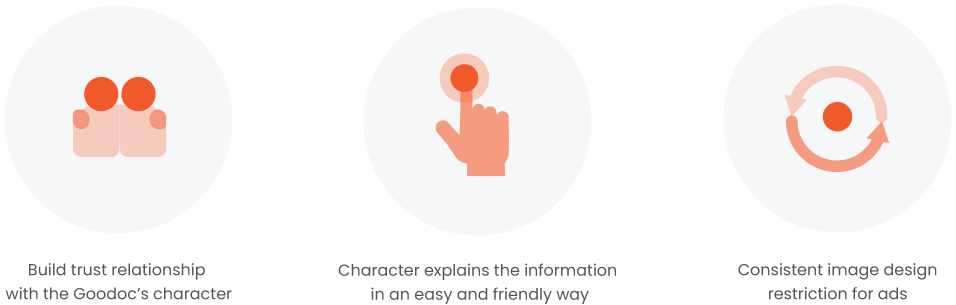 Build trust relationship
with the Goodoc's character
Character explains the information
in an easy and friendly way
Consistent image design
restriction for ads